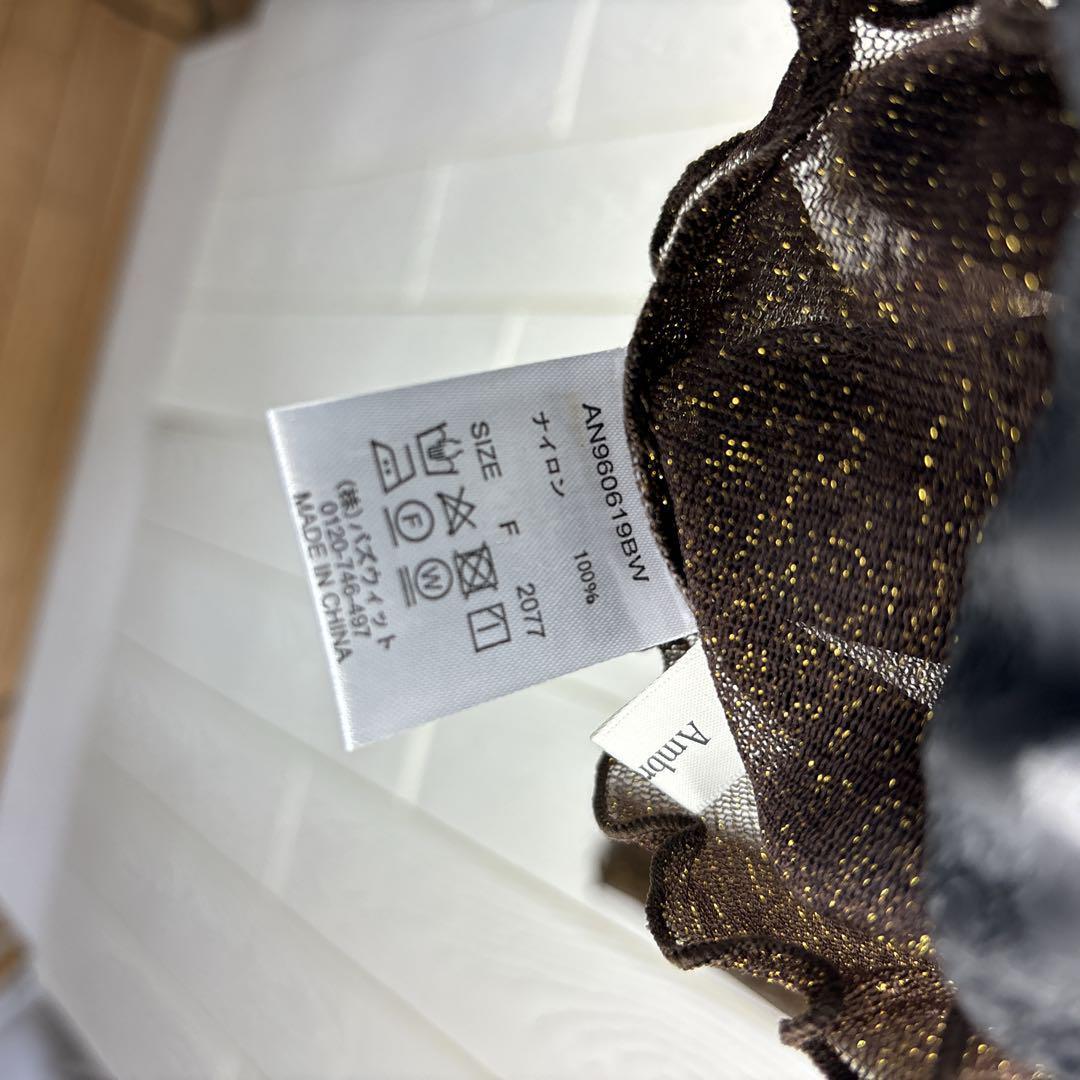 AN960619BW
ナイロン 100%
SIZE F 2077
F W
(株)バズウィット
0120-746-497
MADE IN CHINA
Amb